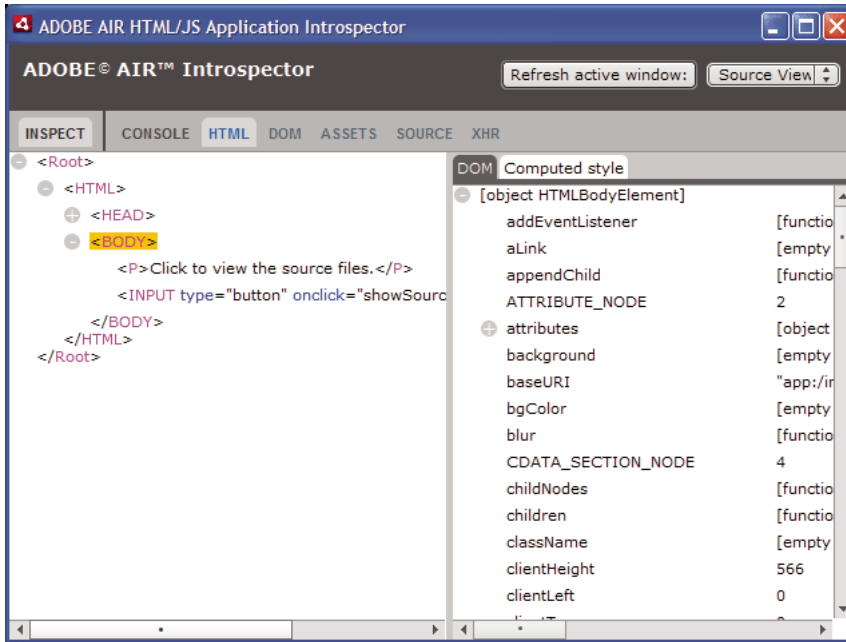 ADOBE AIR HTML/JS Application Introspector
ADOBE© AIR™ Introspector
Refresh active window:
Source View
INSPECT CONSOLE HTML DOM ASSETS SOURCE XHR
<Root>
<HTML>
<HEAD>
<BODY>
<P>Click to view the source files.</P>
<INPUT type="button" onclick="showSourc
</BODY>
</HTML>
</Root>
DOM Computed style
[object HTMLBodyElement]
addEventListener [functio
aLink [empty
appendChild [functio
ATTRIBUTE_NODE 2
attributes [object
background [empty
baseURI "app:/in
bgColor [empty
blur [functio
CDATA_SECTION_NODE 4
childNodes [functio
children [functio
className [empty
clientHeight 566
clientLeft 0